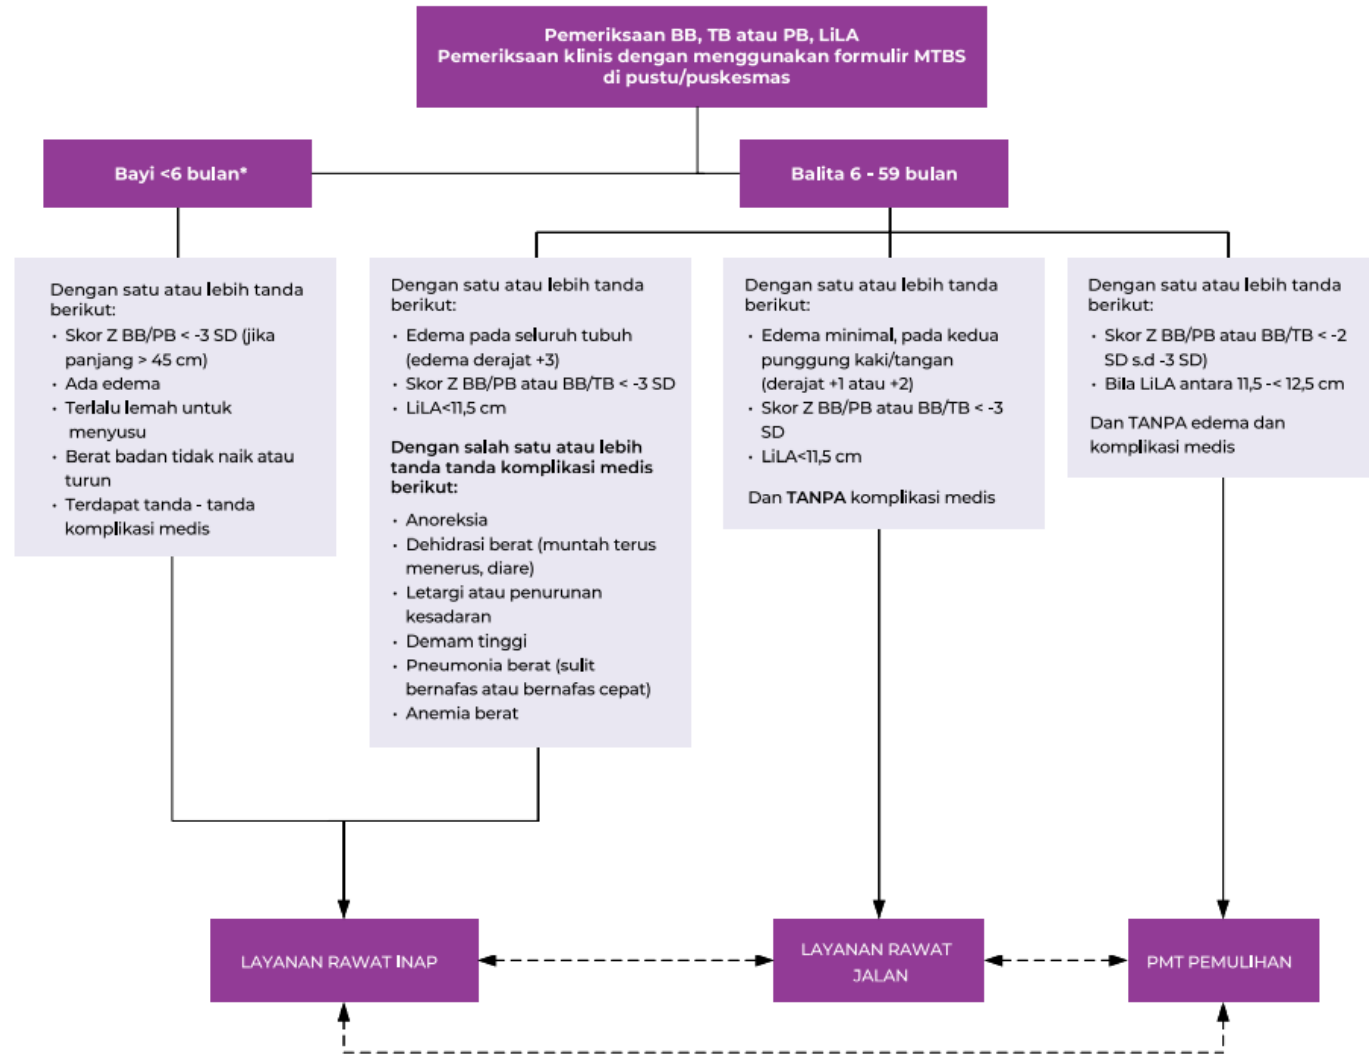 Pemeriksaan BB, TB atau PB, LiLA
Pemeriksaan klinis dengan menggunakan formulir MTBS
di pustu/puskesmas
Bayi <6 bulan*
Balita 6 - 59 bulan
Dengan satu atau lebih tanda
berikut:
• Skor Z BB/PB < -3 SD (jika
panjang > 45 cm)
• Ada edema
• Terlalu lemah untuk
menyusu
• Berat badan tidak naik atau
turun
• Terdapat tanda - tanda
komplikasi medis
Dengan satu atau lebih tanda
berikut:
• Edema pada seluruh tubuh
(edema derajat +3)
• Skor Z BB/PB atau BB/TB < -3 SD
• LiLA<11,5 cm
Dengan salah satu atau lebih
tanda tanda komplikasi medis
berikut:
• Anoreksia
• Dehidrasi berat (muntah terus
menerus, diare)
• Letargi atau penurunan
kesadaran
• Demam tinggi
• Pneumonia berat (sulit
bernafas atau bernafas cepat)
• Anemia berat
Dengan satu atau lebih tanda
berikut:
• Edema minimal, pada kedua
punggung kaki/tangan
(derajat +1 atau +2)
• Skor Z BB/PB atau BB/TB < -3
SD
• LiLA<11,5 cm
Dan TANPA komplikasi medis
Dengan satu atau lebih tanda
berikut:
• Skor Z BB/PB atau BB/TB < -2
SD s.d -3 SD)
• Bila LiLA antara 11,5 -< 12,5 cm
Dan TANPA edema dan
komplikasi medis
LAYANAN RAWAT INAP
LAYANAN RAWAT
JALAN
PMT PEMULIHAN